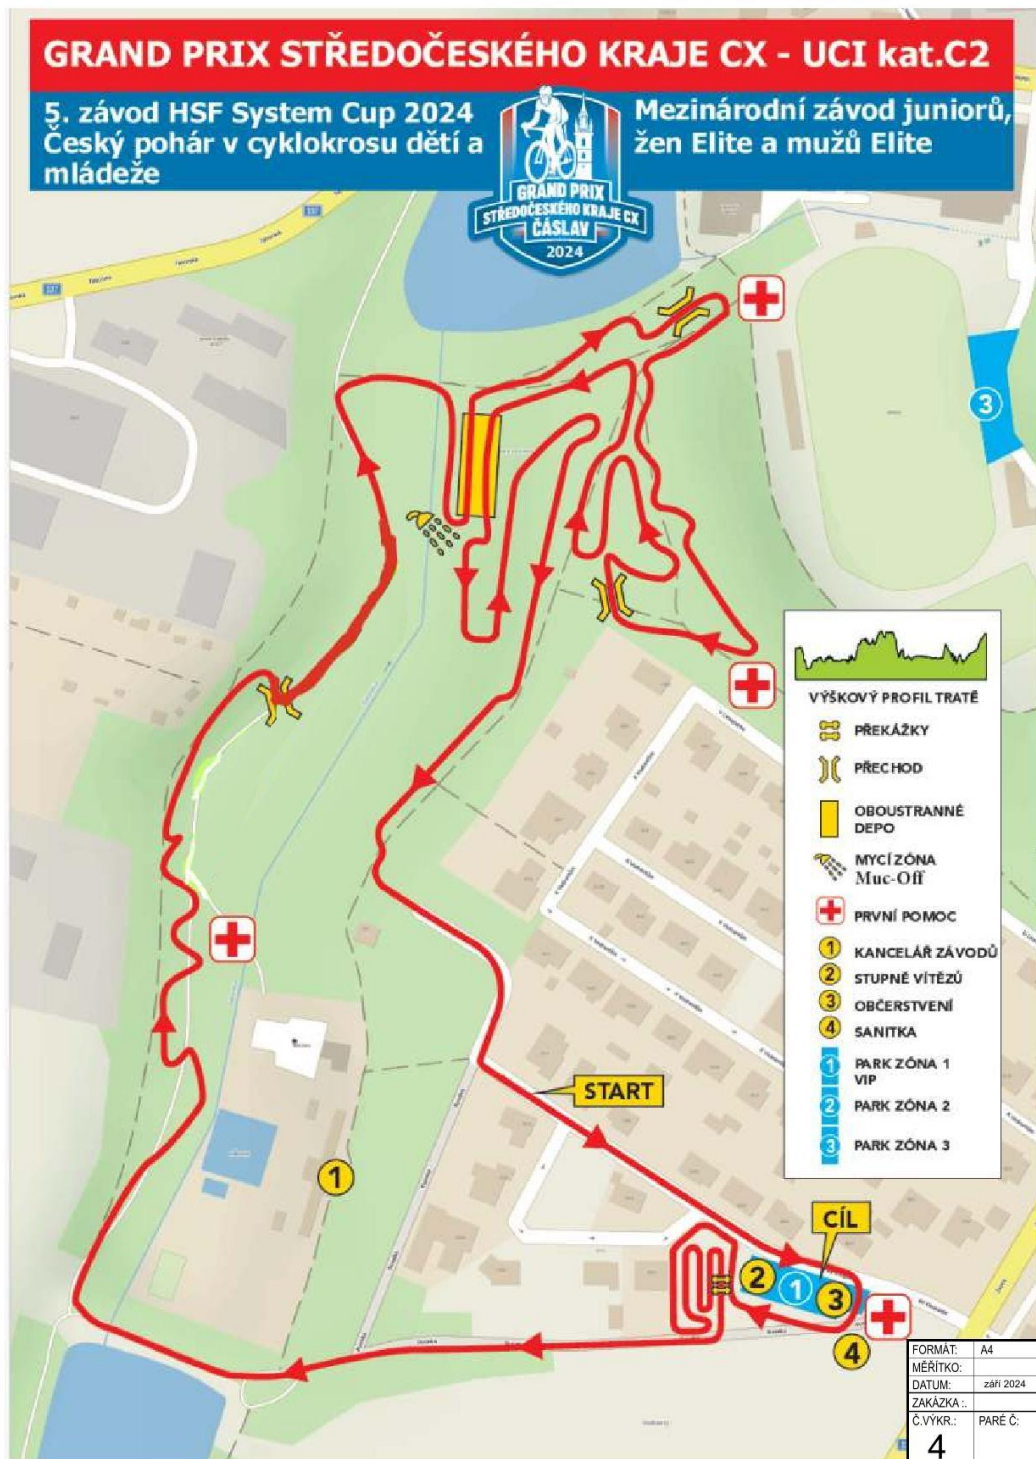 GRAND PRIX STŘEDOČESKÉHO KRAJE CX - UCI kat.C2
5. závod HSF System Cup 2024
Český pohár v cyklokrosu dětí a
mládeže
Mezinárodní závod juniorů,
žen Elite a mužů Elite
GRAND PRIX
STŘEDOČESKÉHO KRAJE CX
ČÁSLAV
2024
337
337
3
VÝŠKOVÝ PROFIL TRATĚ
PŘEKÁŽKY
PŘECHOD
OBOUSTRANNÉ
DEPO
MYCÍ ZÓNA
Muc-Off
PRVNÍ POMOC
1 KANCELÁŘ ZÁVODŮ
2 STUPNĚ VÍTĚZŮ
3 OBČERSTVENÍ
4 SANITKA
1 PARK ZÓNA 1
VIP
2 PARK ZÓNA 2
3 PARK ZÓNA 3
START
1
CÍL
2
1
3
4
FORMÁT: A4
MĚŘÍTKO:
DATUM: září 2024
ZAKÁZKA :.
Č.VÝKR.: PARÉ Č:
4